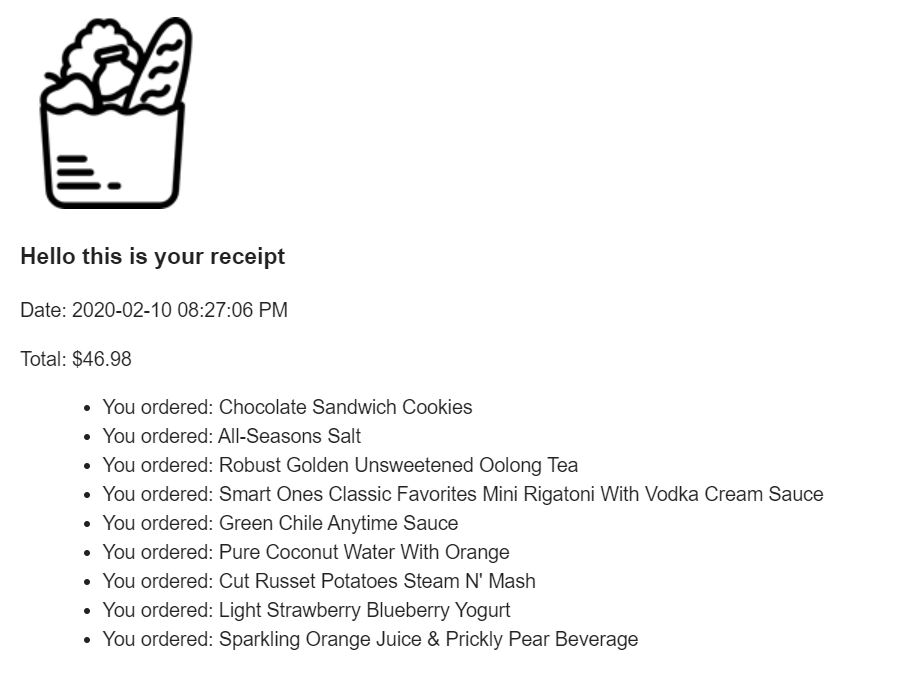 Hello this is your receipt
Date: 2020-02-10 08:27:06 PM
Total: $46.98
• You ordered: Chocolate Sandwich Cookies
• You ordered: All-Seasons Salt
• You ordered: Robust Golden Unsweetened Oolong Tea
• You ordered: Smart Ones Classic Favorites Mini Rigatoni With Vodka Cream Sauce
• You ordered: Green Chile Anytime Sauce
• You ordered: Pure Coconut Water With Orange
• You ordered: Cut Russet Potatoes Steam N' Mash
• You ordered: Light Strawberry Blueberry Yogurt
• You ordered: Sparkling Orange Juice & Prickly Pear Beverage